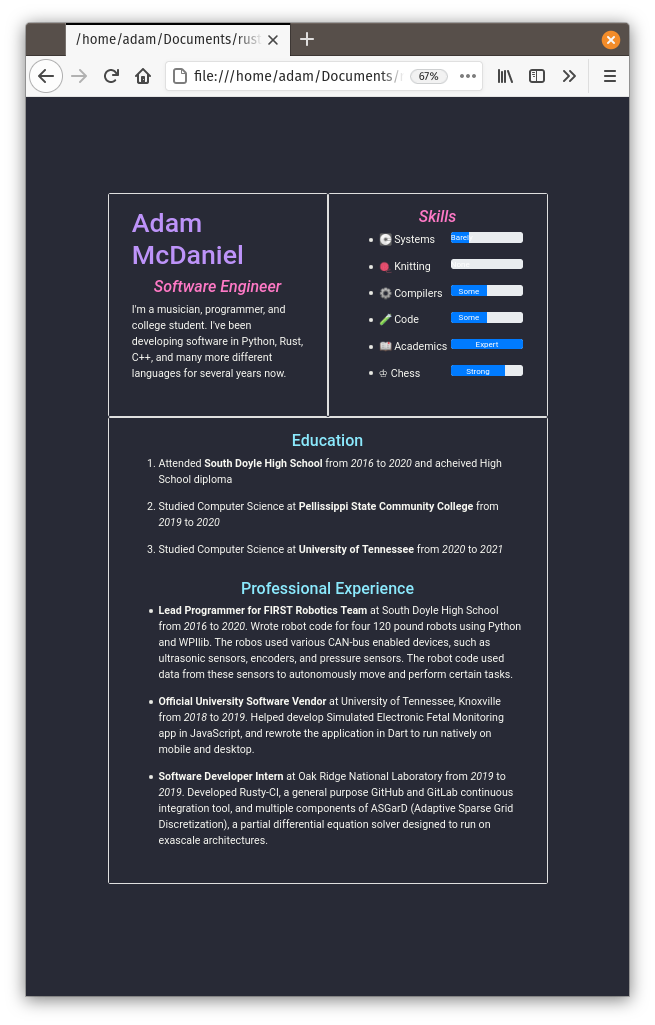 /home/adam/Documents/rust
file:///home/adam/Documents/
67%
Adam
McDaniel
Software Engineer
I'm a musician, programmer, and
college student. I've been
developing software in Python, Rust,
C++, and many more different
languages for several years now.
Skills
Systems
Knitting
Compilers
Some
Code
Some
Academics
Expert
Chess
Strong
Education
1. Attended South Doyle High School from 2016 to 2020 and acheived High
School diploma
2. Studied Computer Science at Pellissippi State Community College from
2019 to 2020
3. Studied Computer Science at University of Tennessee from 2020 to 2021
Professional Experience
Lead Programmer for FIRST Robotics Team at South Doyle High School
from 2016 to 2020. Wrote robot code for four 120 pound robots using Python
and WPIlib. The robos used various CAN-bus enabled devices, such as
ultrasonic sensors, encoders, and pressure sensors. The robot code used
data from these sensors to autonomously move and perform certain tasks.
Official University Software Vendor at University of Tennessee, Knoxville
from 2018 to 2019. Helped develop Simulated Electronic Fetal Monitoring
app in JavaScript, and rewrote the application in Dart to run natively on
mobile and desktop.
Software Developer Intern at Oak Ridge National Laboratory from 2019 to
2019. Developed Rusty-CI, a general purpose GitHub and GitLab continuous
integration tool, and multiple components of ASGarD (Adaptive Sparse Grid
Discretization), a partial differential equation solver designed to run on
exascale architectures.